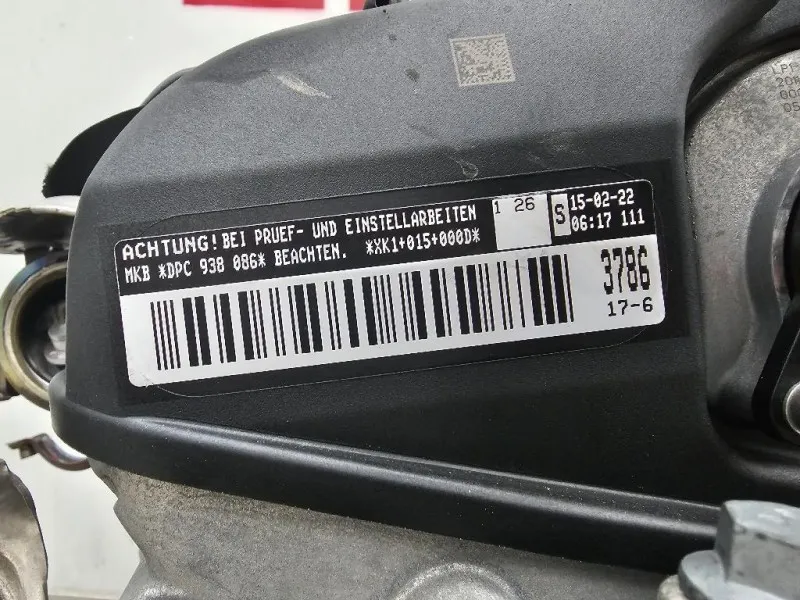 ACHTUNG! BEI PRUEF- UND EINSTELLARBEITEN
MKB *DPC 938 086* BEACHTEN. *XK1+015+000D*
1 26
S
15-02-22
06:17 111
3786
17-6
LP1